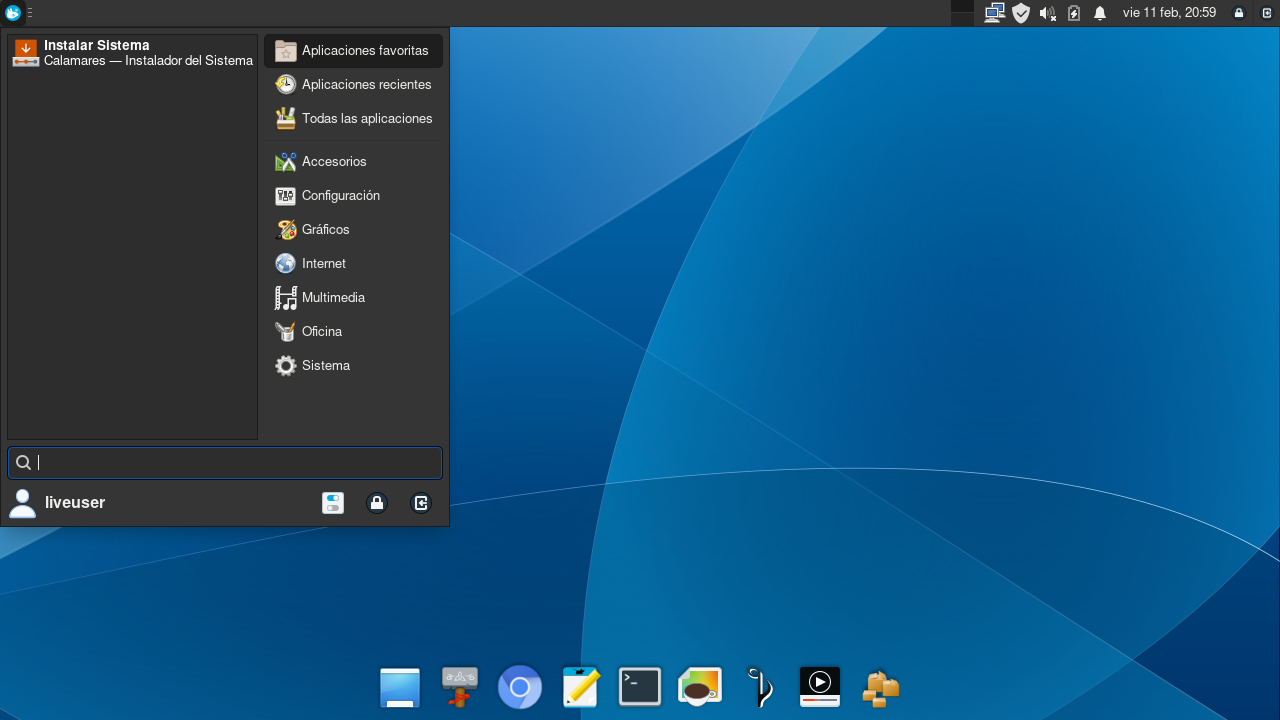 vie 11 feb, 20:59
Instalar Sistema
Calamares — Instalador del Sistema
Aplicaciones favoritas
Aplicaciones recientes
Todas las aplicaciones
Accesorios
Configuración
Gráficos
Internet
Multimedia
Oficina
Sistema
liveuser